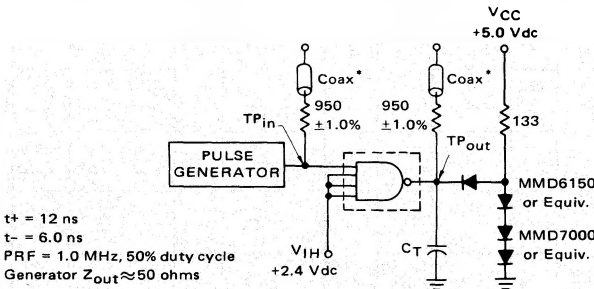 VCC
+5.0 Vdc
Coax*
Coax*
950
±1.0%
950
±1.0%
133
TPin
TPout
PULSE
GENERATOR
MMD6150
or Equiv.
MMD7000
or Equiv.
CT
VIH
+2.4 Vdc
t+ = 12 ns
t– = 6.0 ns
PRF = 1.0 MHz, 50% duty cycle
Generator Zout≈50 ohms